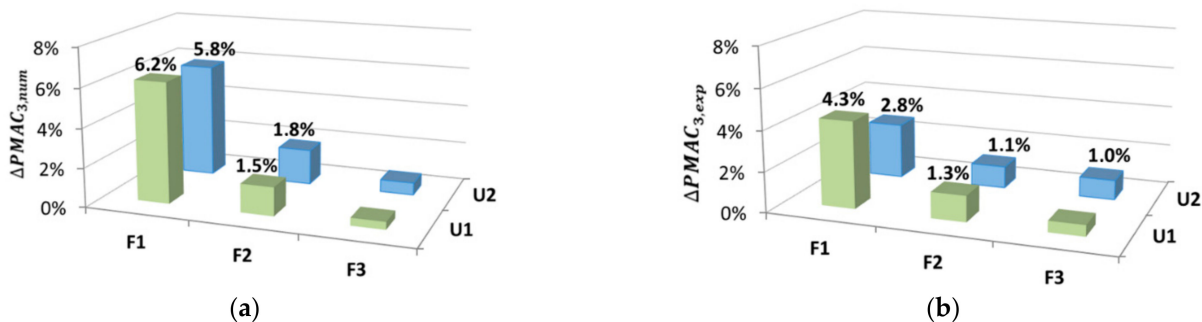 8%
6%
4%
2%
0%
ΔPMAC₃,ₙᵤₘ
6.2%
5.8%
1.5%
1.8%
F1
F2
F3
U1
U2
(a)
8%
6%
4%
2%
0%
ΔPMAC₃,ₑₓₚ
4.3%
2.8%
1.3%
1.1%
1.0%
F1
F2
F3
U1
U2
(b)